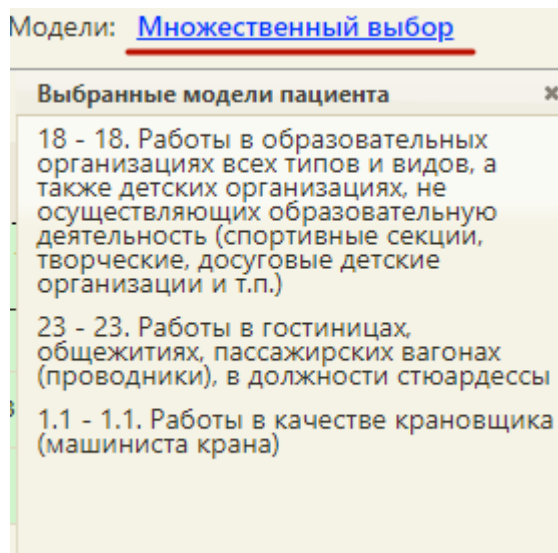 Модели: Множественный выбор
Выбранные модели пациента
18 - 18. Работы в образовательных
организациях всех типов и видов, а
также детских организациях, не
осуществляющих образовательную
деятельность (спортивные секции,
творческие, досуговые детские
организации и т.п.)
23 - 23. Работы в гостиницах,
общежитиях, пассажирских вагонах
(проводники), в должности стюардессы
1.1 - 1.1. Работы в качестве крановщика
(машиниста крана)